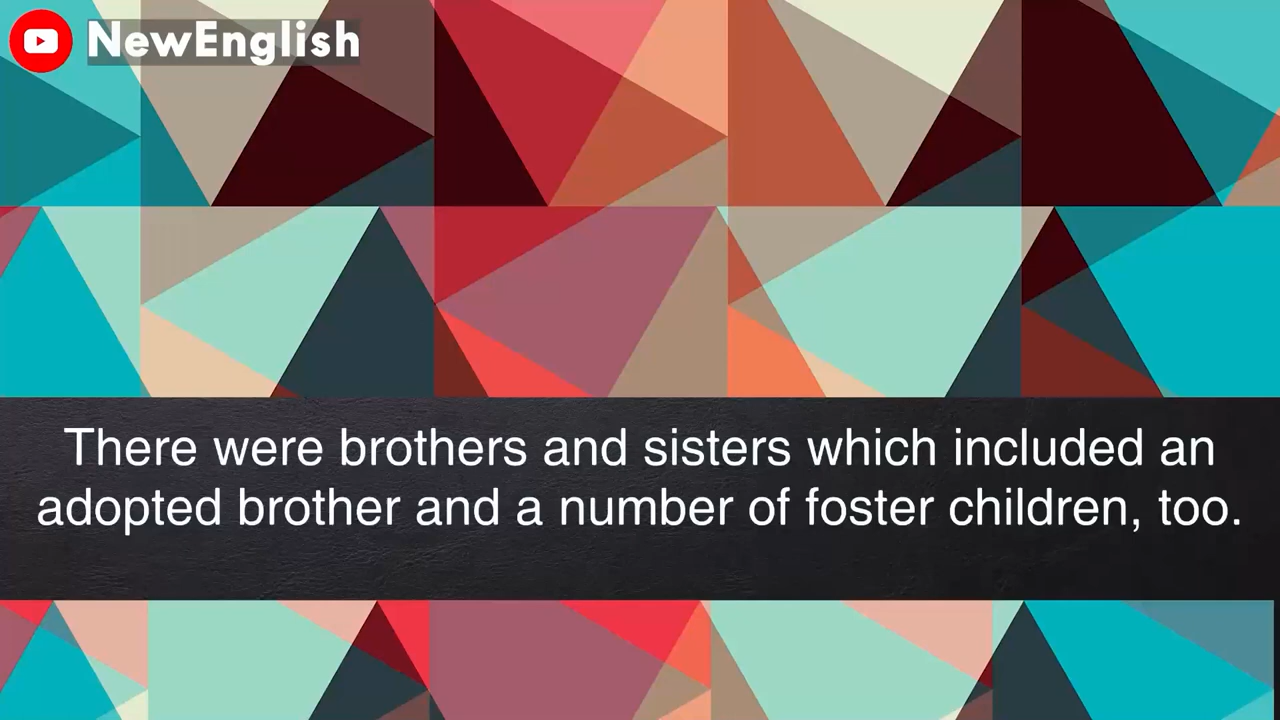 NewEnglish
There were brothers and sisters which included an
adopted brother and a number of foster children, too.